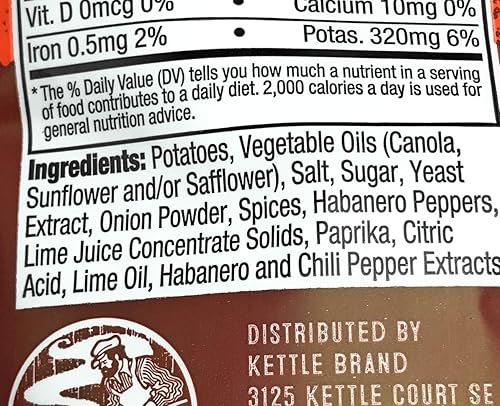 Vit. D 0mcg 0% • Calcium 10mg 0%
Iron 0.5mg 2% • Potas. 320mg 6%
* The % Daily Value (DV) tells you how much a nutrient in a serving
of food contributes to a daily diet. 2,000 calories a day is used for
general nutrition advice.
Ingredients: Potatoes, Vegetable Oils (Canola,
Sunflower and/or Safflower), Salt, Sugar, Yeast
Extract, Onion Powder, Spices, Habanero Peppers,
Lime Juice Concentrate Solids, Paprika, Citric
Acid, Lime Oil, Habanero and Chili Pepper Extracts
DISTRIBUTED BY
KETTLE BRAND
3125 KETTLE COURT SE